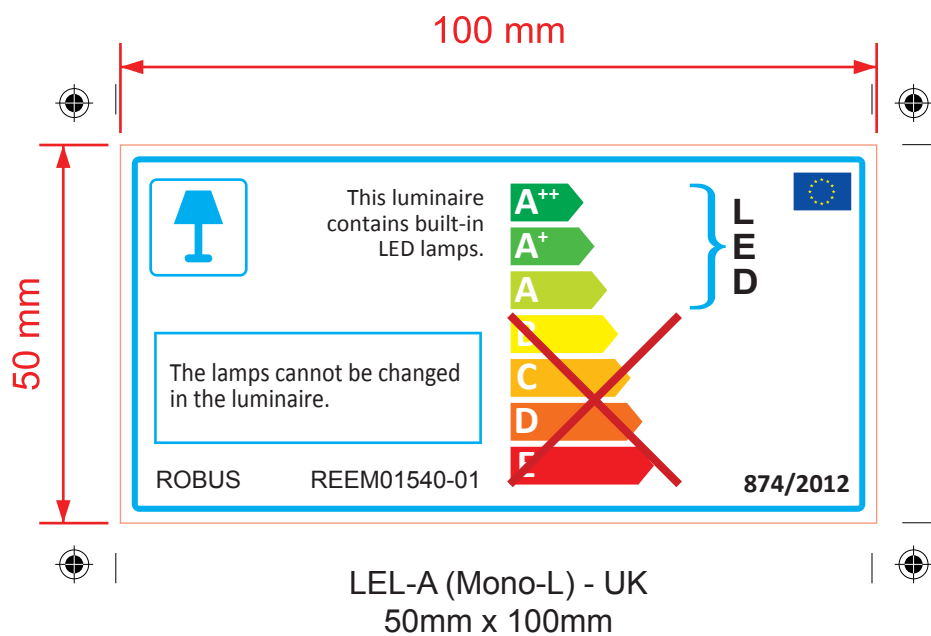 100 mm
50 mm
This luminaire
contains built-in
LED lamps.
A++
A+
A
B
C
D
E
L
E
D
The lamps cannot be changed
in the luminaire.
ROBUS REEM01540-01
874/2012
LEL-A (Mono-L) - UK
50mm x 100mm